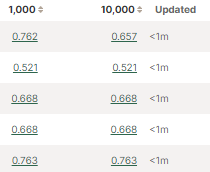 1,000 10,000 Updated
0.762 0.657 <1m
0.521 0.521 <1m
0.668 0.668 <1m
0.668 0.668 <1m
0.763 0.763 <1m